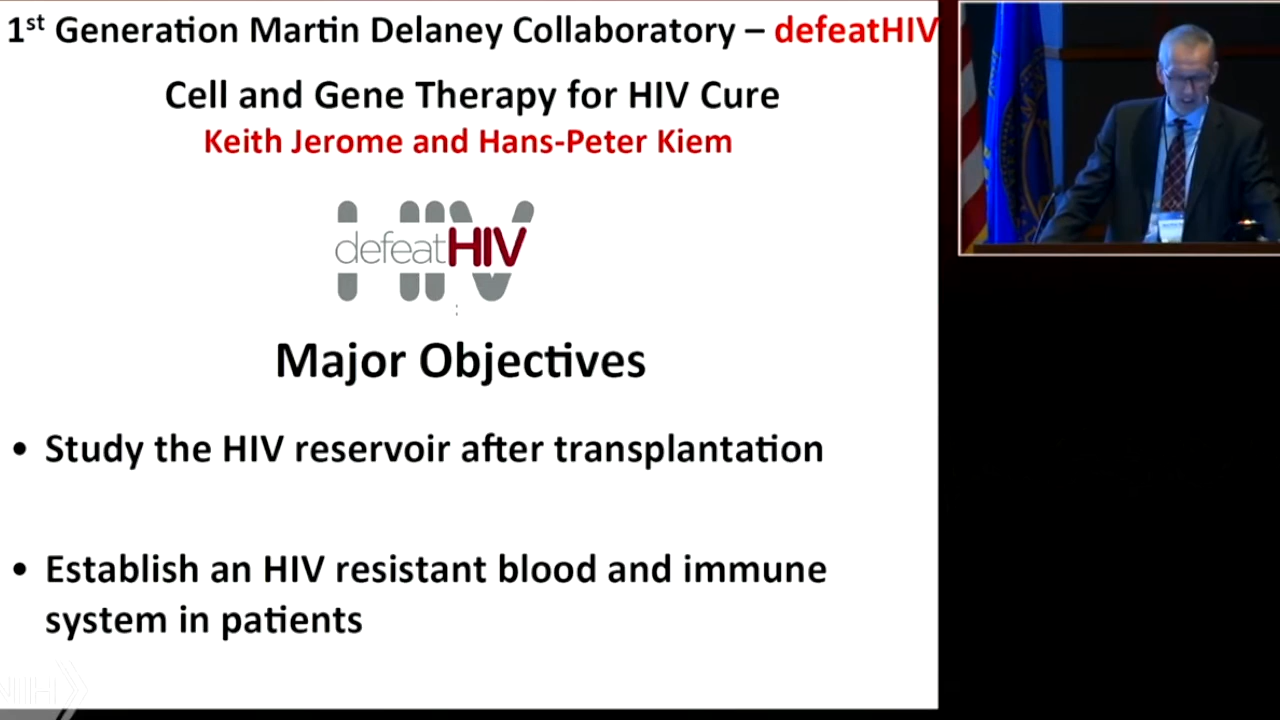 1st Generation Martin Delaney Collaboratory – defeatHIV
Cell and Gene Therapy for HIV Cure
Keith Jerome and Hans-Peter Kiem
HIV
defeatHIV
Major Objectives
• Study the HIV reservoir after transplantation
• Establish an HIV resistant blood and immune
system in patients
NIH